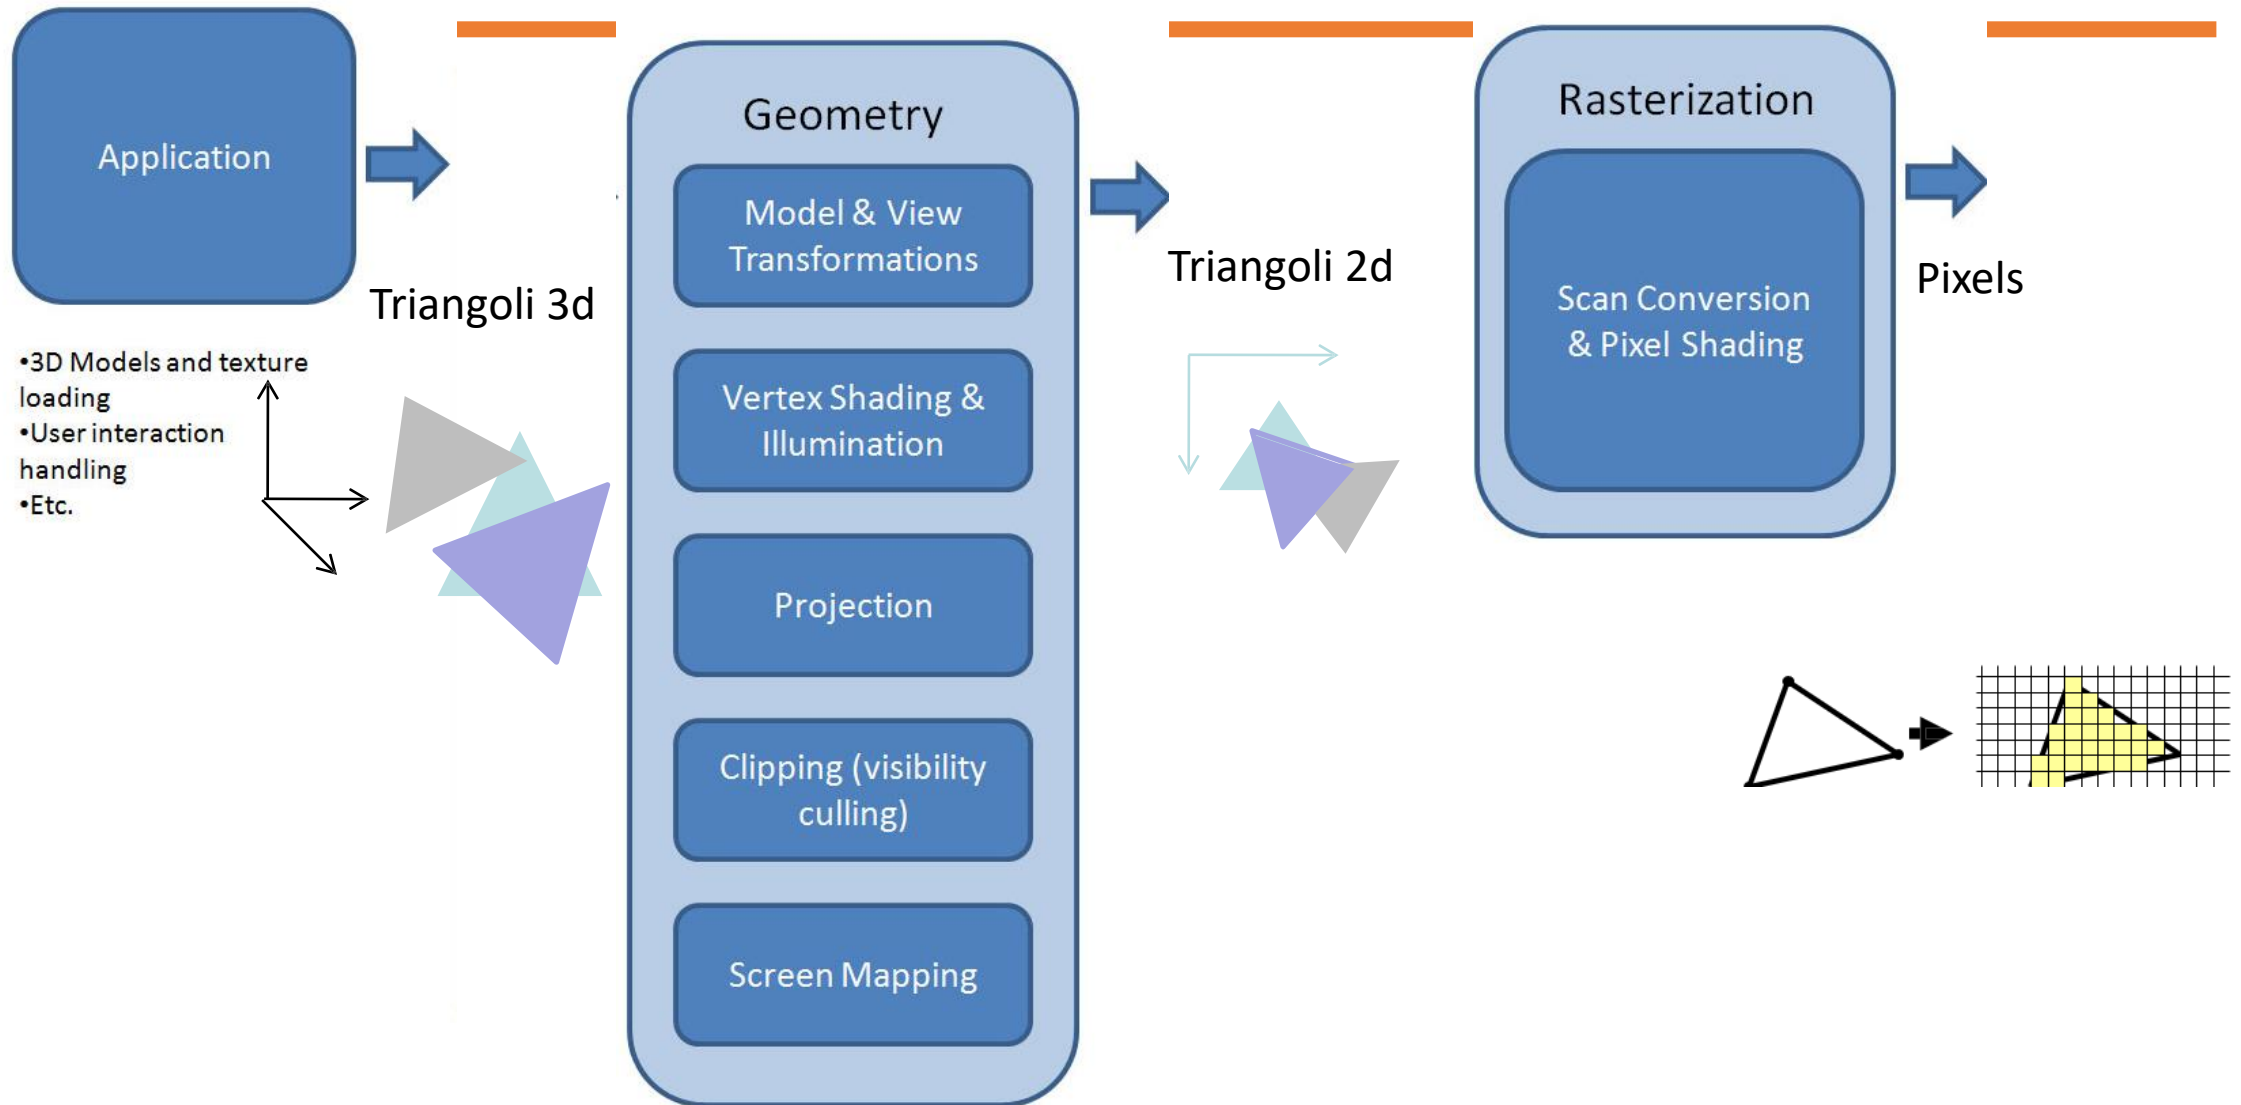 Application
•3D Models and texture
loading
•User interaction
handling
•Etc.
Triangoli 3d
Geometry
Model & View
Transformations
Vertex Shading &
Illumination
Projection
Clipping (visibility
culling)
Screen Mapping
Triangoli 2d
Rasterization
Scan Conversion
& Pixel Shading
Pixels